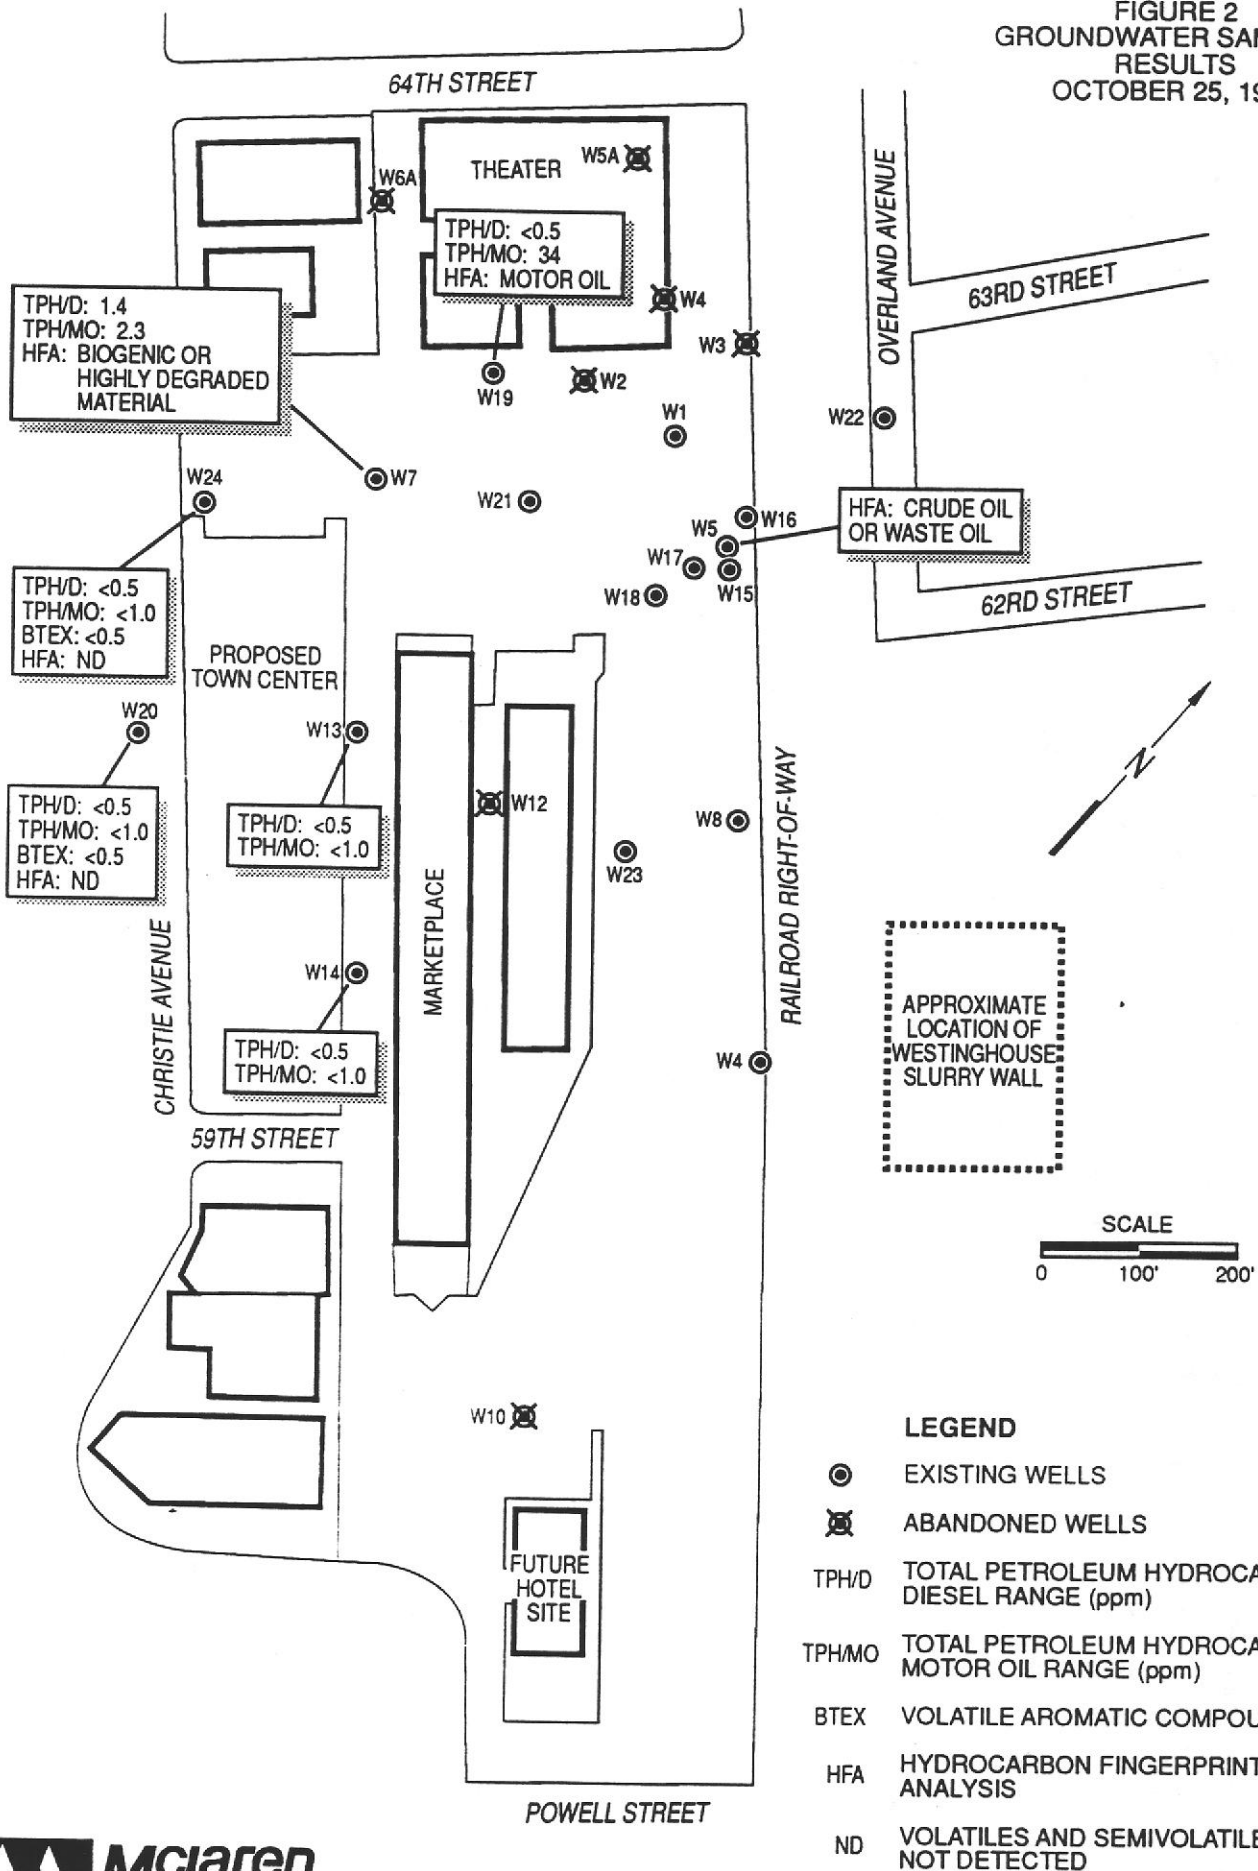 FIGURE 2
GROUNDWATER
RESULTS
OCTOBER 25,
64TH STREET
W5A
THEATER
W6A
OVERLAND AVENUE
TPH/D: <0.5
TPH/MO: 34
HFA: MOTOR OIL
63RD STREET
TPH/D: 1.4
TPH/MO: 2.3
HFA: BIOGENIC OR
HIGHLY DEGRADED
MATERIAL
W4
W3
W2
W19
W1
W22
W24
W7
W21
W16
HFA: CRUDE OIL
OR WASTE OIL
W5
W17
W15
W18
62RD STREET
TPH/D: <0.5
TPH/MO: <1.0
BTEX: <0.5
HFA: ND
PROPOSED
TOWN CENTER
W20
W13
N
TPH/D: <0.5
TPH/MO: <1.0
BTEX: <0.5
HFA: ND
W12
W8
TPH/D: <0.5
TPH/MO: <1.0
W23
RAILROAD RIGHT-OF-WAY
MARKETPLACE
CHRISTIE AVENUE
W14
APPROXIMATE
LOCATION OF
WESTINGHOUSE
SLURRY WALL
TPH/D: <0.5
TPH/MO: <1.0
W4
59TH STREET
SCALE
0 100' 200'
W10
LEGEND
EXISTING WELLS
ABANDONED WELLS
FUTURE
HOTEL
SITE
TPH/D TOTAL PETROLEUM
DIESEL RANGE (ppm)
TPH/MO TOTAL PETROLEUM
MOTOR OIL RANGE (ppm)
BTEX VOLATILE AROMATIC
HFA HYDROCARBON
ANALYSIS
POWELL STREET
ND VOLATILES AND
NOT DETECTED
McLaren